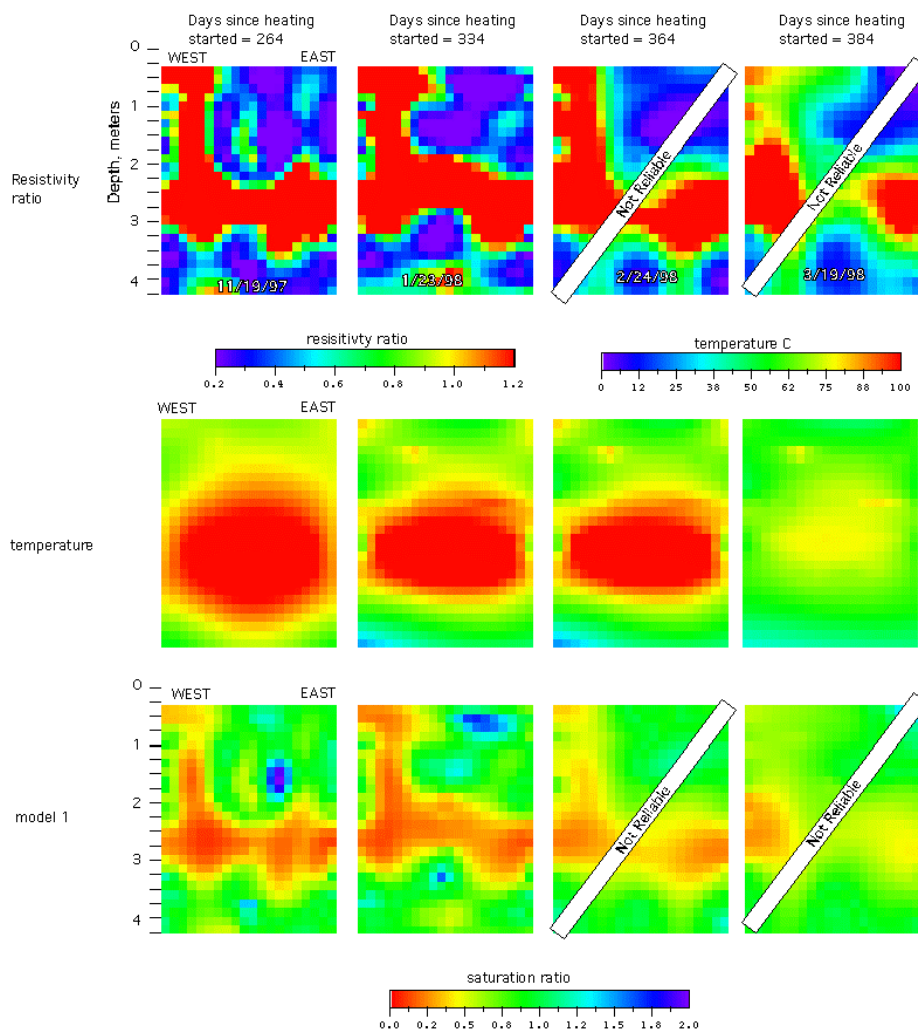 Days since heating
started = 264
Days since heating
started = 334
Days since heating
started = 364
Days since heating
started = 384
0
WEST
EAST
1
2
3
4
Depth, meters
Resistivity
ratio
Not Reliable
Not Reliable
11/19/97
1/23/98
2/24/98
3/19/98
resisitivty ratio
0.2 0.4 0.6 0.8 1.0 1.2
temperature C
0 12 25 38 50 62 75 88 100
WEST
EAST
temperature
0
WEST
EAST
1
2
3
4
model 1
Not Reliable
Not Reliable
saturation ratio
0.0 0.2 0.5 0.8 1.0 1.2 1.5 1.8 2.0